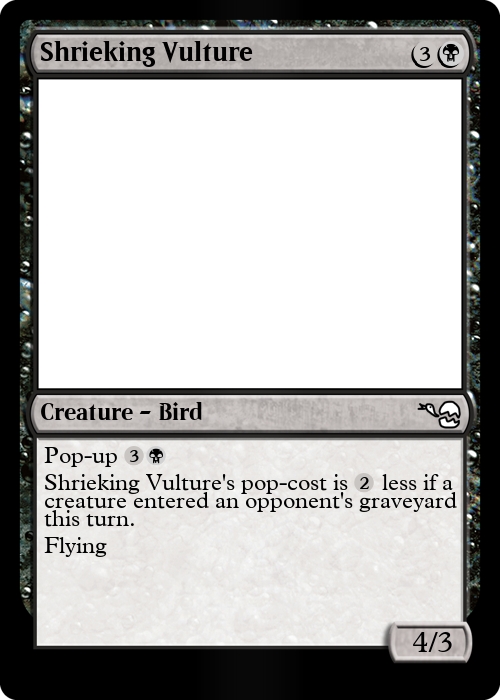 Shrieking Vulture 3
Creature - Bird
Pop-up 3
Shrieking Vulture's pop-cost is 2 less if a
creature entered an opponent's graveyard
this turn.
Flying
4/3